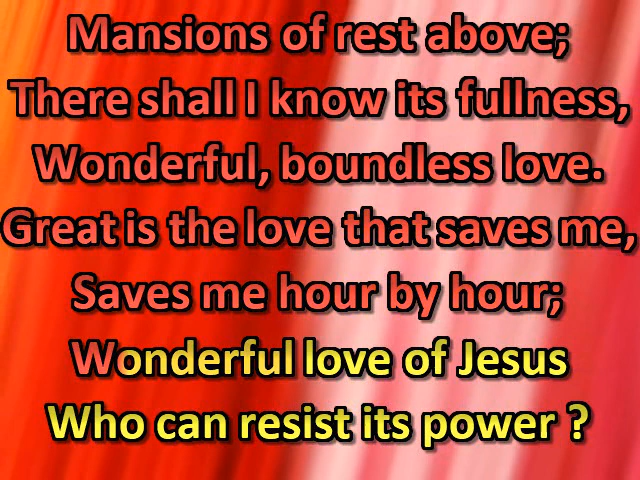 Mansions of rest above;
There shall I know its fullness,
Wonderful, boundless love.
Great is the love that saves me,
Saves me hour by hour;
Wonderful love of Jesus
Who can resist its power ?